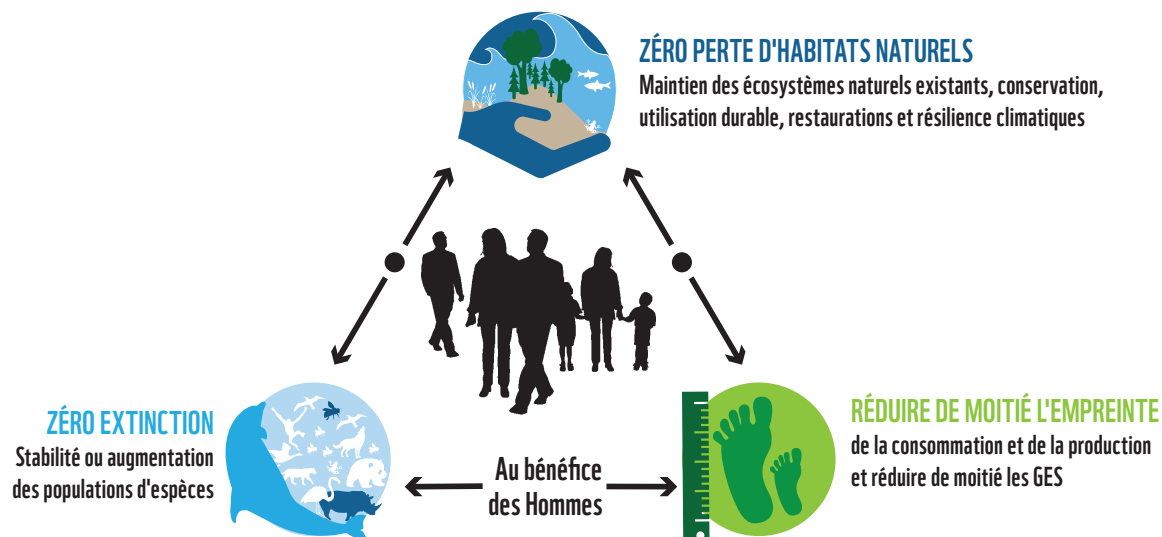 ZÉRO PERTE D'HABITATS NATURELS
Maintien des écosystèmes naturels existants, conservation,
utilisation durable, restaurations et résilience climatiques
ZÉRO EXTINCTION
Stabilité ou augmentation
des populations d'espèces
Au bénéfice
des Hommes
RÉDUIRE DE MOITIÉ L'EMPREINTE
de la consommation et de la production
et réduire de moitié les GES